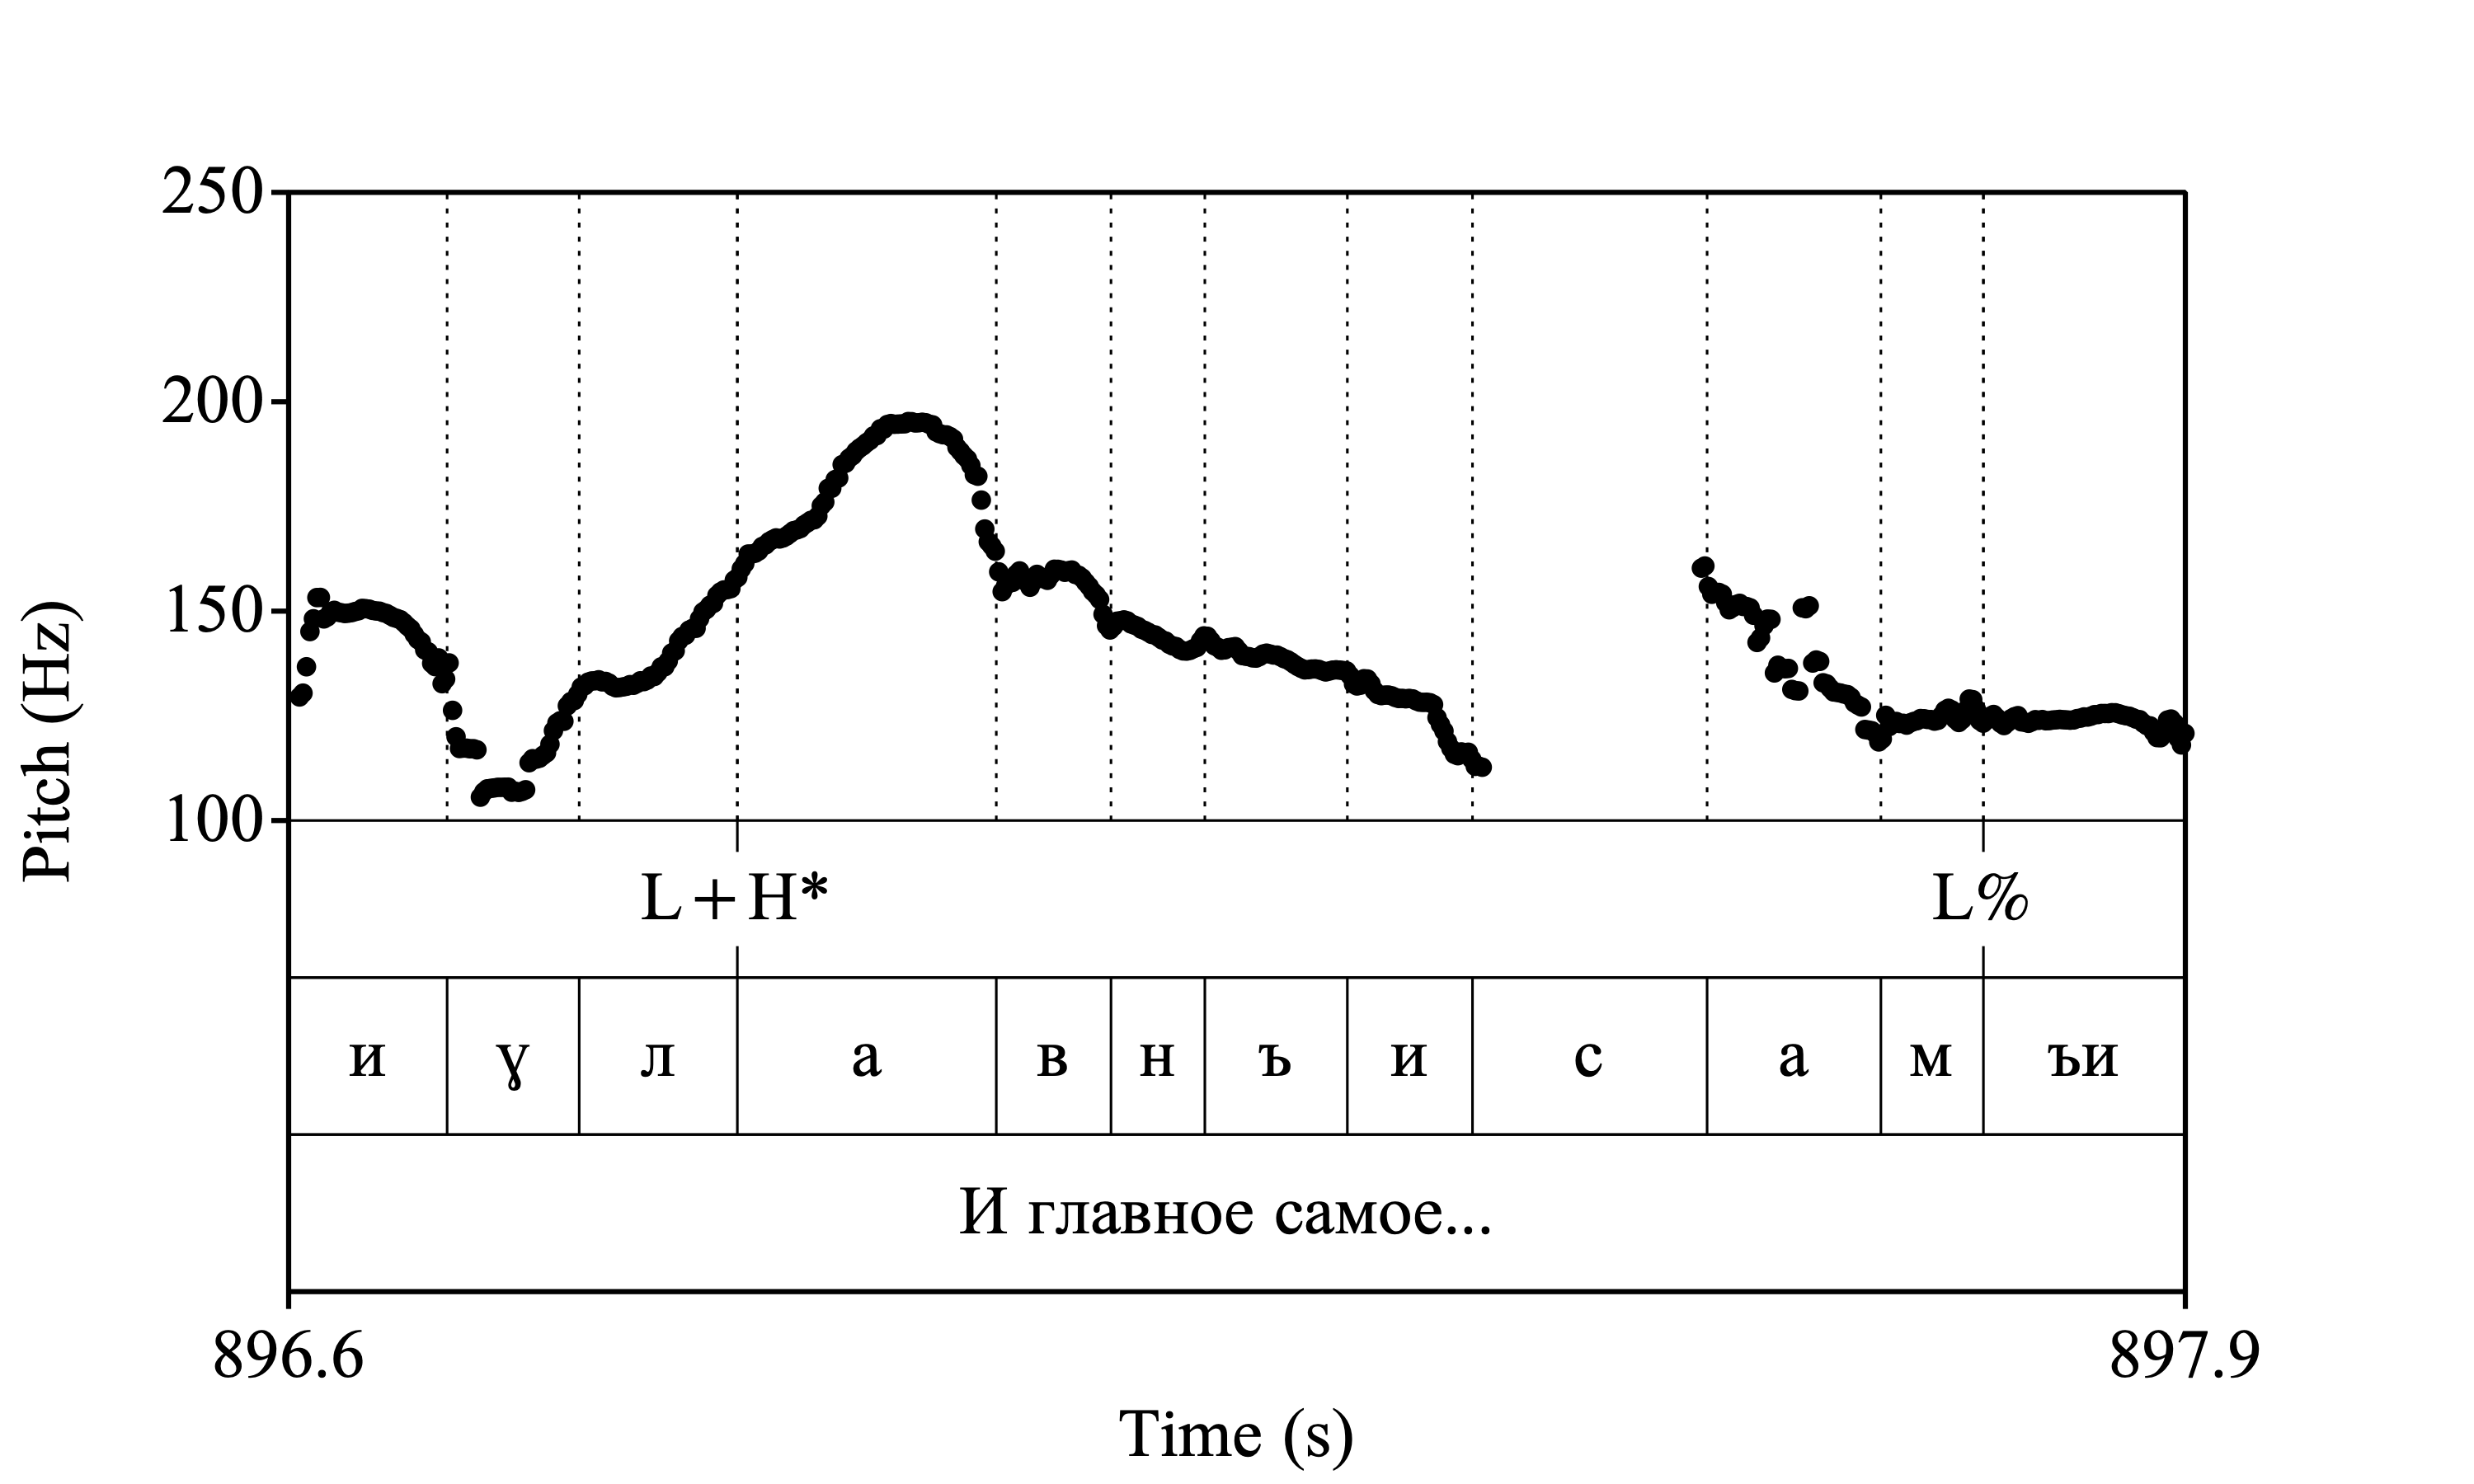 250
200
150
100
Pitch (Hz)
L+H* L%
и ɣ л а в н ъ и с а м ъи
И главное самое...
896.6 897.9
Time (s)